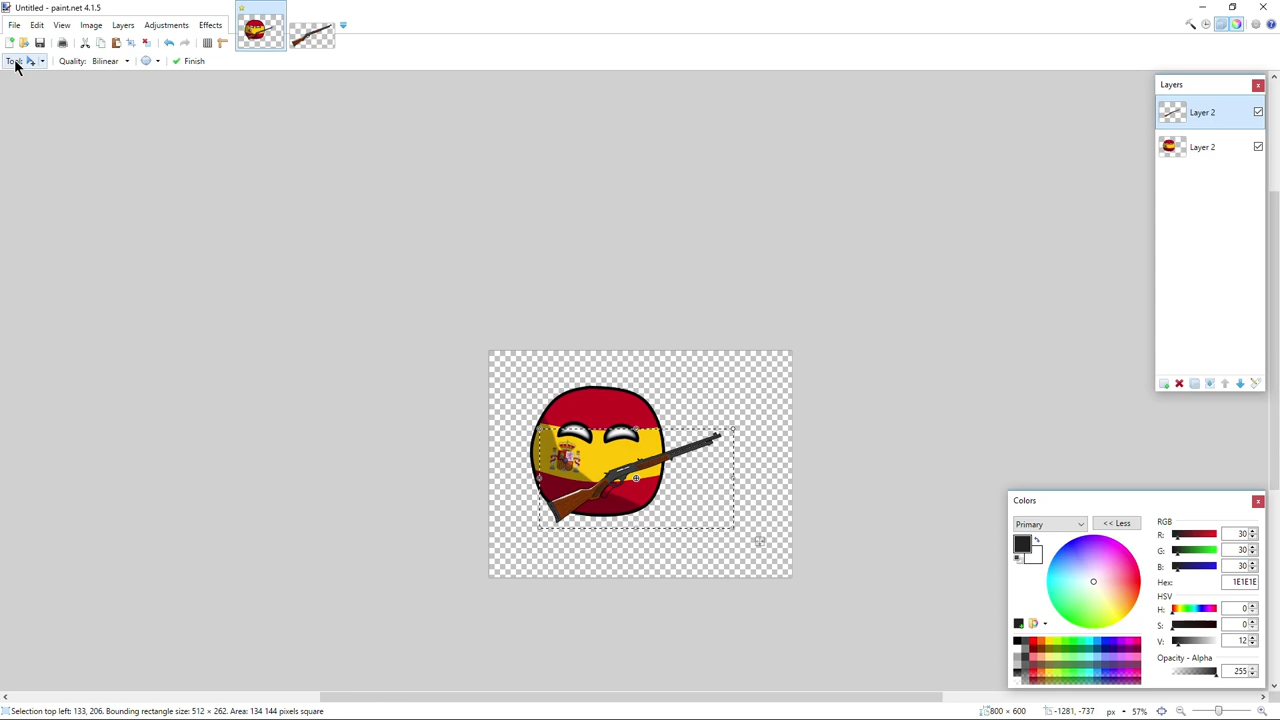 Untitled - paint.net 4.1.5
File Edit View Image Layers Adjustments Effects
Tool: Quality: Bilinear Finish
Layers
Layer 2
Layer 2
Colors
Primary << Less
RGB
R: 30
G: 30
B: 30
Hex: 1E1E1E
HSV
H: 0
S: 0
V: 12
Opacity - Alpha
255
Selection top left: 133, 206. Bounding rectangle size: 512 × 262. Area: 134 144 pixels square 800 × 600 -1281, -737 px 57%